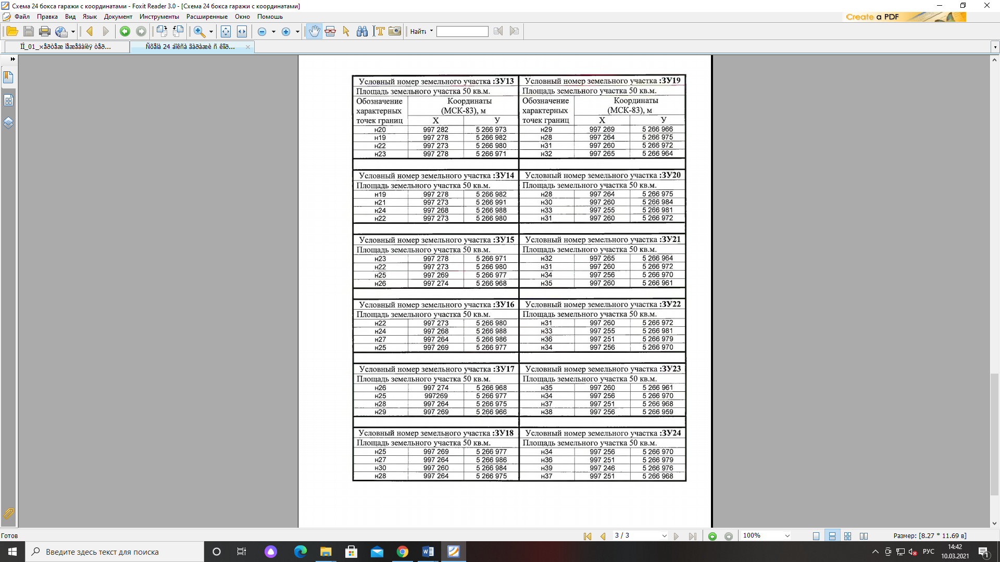 Схема 24 бокса гаражи с координатами - Foxit Reader 3.0 - [Схема 24 бокса гаражи с координатами]
Файл Правка Вид Язык Документ Инструменты Расширенные Окно Помощь
Create a PDF
Найти
ÏÌ_01_×åðòåæ ìåæåâàíèÿ òåð...
Ñõåìà 24 áîêñà ãàðàæè ñ êîîð...
Условный номер земельного участка :ЗУ13 Условный номер земельного участка :ЗУ19
Площадь земельного участка 50 кв.м. Площадь земельного участка 50 кв.м.
Обозначение Координаты Обозначение Координаты
характерных (МСК-83), м характерных (МСК-83), м
точек границ Х У точек границ Х У
н20 997 282 5 266 973 н29 997 269 5 266 966
н19 997 278 5 266 982 н28 997 264 5 266 975
н22 997 273 5 266 980 н31 997 260 5 266 972
н23 997 278 5 266 971 н32 997 265 5 266 964
Условный номер земельного участка :ЗУ14 Условный номер земельного участка :ЗУ20
Площадь земельного участка 50 кв.м. Площадь земельного участка 50 кв.м.
н19 997 278 5 266 982 н28 997 264 5 266 975
н21 997 273 5 266 991 н30 997 260 5 266 984
н24 997 268 5 266 988 н33 997 255 5 266 981
н22 997 273 5 266 980 н31 997 260 5 266 972
Условный номер земельного участка :ЗУ15 Условный номер земельного участка :ЗУ21
Площадь земельного участка 50 кв.м. Площадь земельного участка 50 кв.м.
н23 997 278 5 266 971 н32 997 265 5 266 964
н22 997 273 5 266 980 н31 997 260 5 266 972
н25 997 269 5 266 977 н34 997 256 5 266 970
н26 997 274 5 266 968 н35 997 260 5 266 961
Условный номер земельного участка :ЗУ16 Условный номер земельного участка :ЗУ22
Площадь земельного участка 50 кв.м. Площадь земельного участка 50 кв.м.
н22 997 273 5 266 980 н31 997 260 5 266 972
н24 997 268 5 266 988 н33 997 255 5 266 981
н27 997 264 5 266 986 н36 997 251 5 266 979
н25 997 269 5 266 977 н34 997 256 5 266 970
Условный номер земельного участка :ЗУ17 Условный номер земельного участка :ЗУ23
Площадь земельного участка 50 кв.м. Площадь земельного участка 50 кв.м.
н26 997 274 5 266 968 н35 997 260 5 266 961
н25 997269 5 266 977 н34 997 256 5 266 970
н28 997 264 5 266 975 н37 997 251 5 266 968
н29 997 269 5 266 966 н38 997 256 5 266 959
Условный номер земельного участка :ЗУ18 Условный номер земельного участка :ЗУ24
Площадь земельного участка 50 кв.м. Площадь земельного участка 50 кв.м.
н25 997 269 5 266 977 н34 997 256 5 266 970
н27 997 264 5 266 986 н36 997 251 5 266 979
н30 997 260 5 266 984 н39 997 246 5 266 976
н28 997 264 5 266 975 н37 997 251 5 266 968
Готов 3 / 3 100% Размер: [8.27 * 11.69 в]
Введите здесь текст для поиска
РУС
14:42
10.03.2021
1